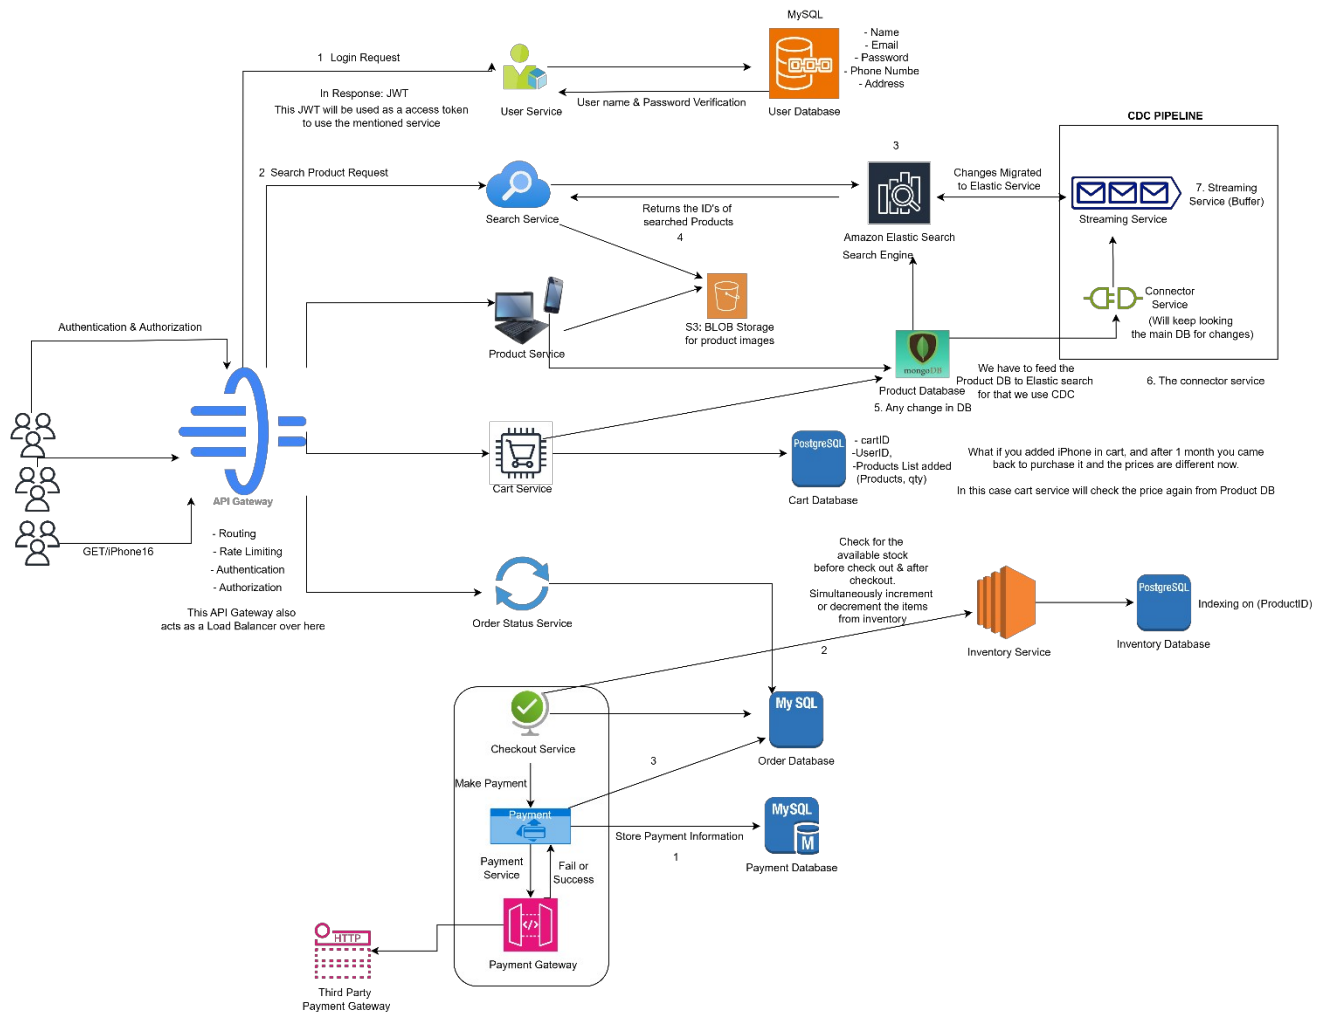 MySQL
- Name
- Email
- Password
- Phone Numbe
- Address
1 Login Request
In Response: JWT
This JWT will be used as a access token
to use the mentioned service
User Service
User name & Password Verification
User Database
CDC PIPELINE
2 Search Product Request
Search Service
Returns the ID's of
searched Products
4
3
Amazon Elastic Search
Search Engine
Changes Migrated
to Elastic Service
7. Streaming
Service (Buffer)
Streaming Service
Connector
Service
(Will keep looking
the main DB for changes)
6. The connector service
S3: BLOB Storage
for product images
Product Service
mongoDB
Product Database
5. Any change in DB
We have to feed the
Product DB to Elastic search
for that we use CDC
Authentication & Authorization
API Gateway
GET/iPhone16
- Routing
- Rate Limiting
- Authentication
- Authorization
This API Gateway also
acts as a Load Balancer over here
Cart Service
PostgreSQL
Cart Database
- cartID
-UserID,
-Products List added
(Products, qty)
What if you added iPhone in cart, and after 1 month you came
back to purchase it and the prices are different now.
In this case cart service will check the price again from Product DB
Order Status Service
Check for the
available stock
before check out & after
checkout.
Simultaneously increment
or decrement the items
from inventory
2
Inventory Service
PostgreSQL
Inventory Database
Indexing on (ProductID)
Checkout Service
My SQL
Order Database
3
Make Payment
Payment
Store Payment Information
1
MySQL
M
Payment Database
Payment
Service
Fail or
Success
Payment Gateway
HTTP
Third Party
Payment Gateway